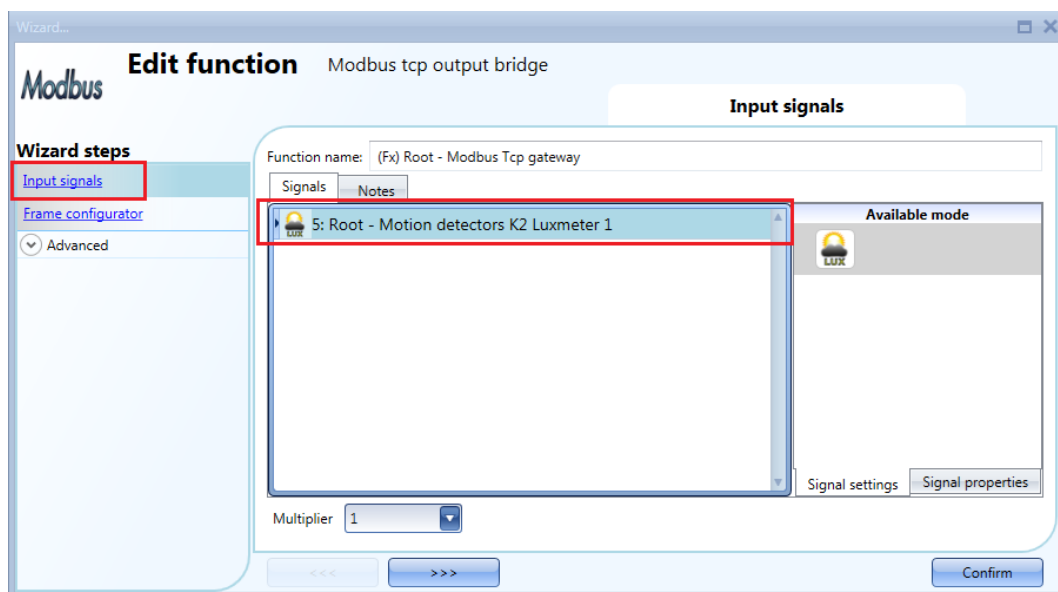 Wizard...
Modbus
Edit function Modbus tcp output bridge
Input signals
Wizard steps
Input signals
Frame configurator
Advanced
Function name: (Fx) Root - Modbus Tcp gateway
Signals Notes
5: Root - Motion detectors K2 Luxmeter 1
LUX
Available mode
LUX
Signal settings Signal properties
Multiplier 1
<<< >>> Confirm